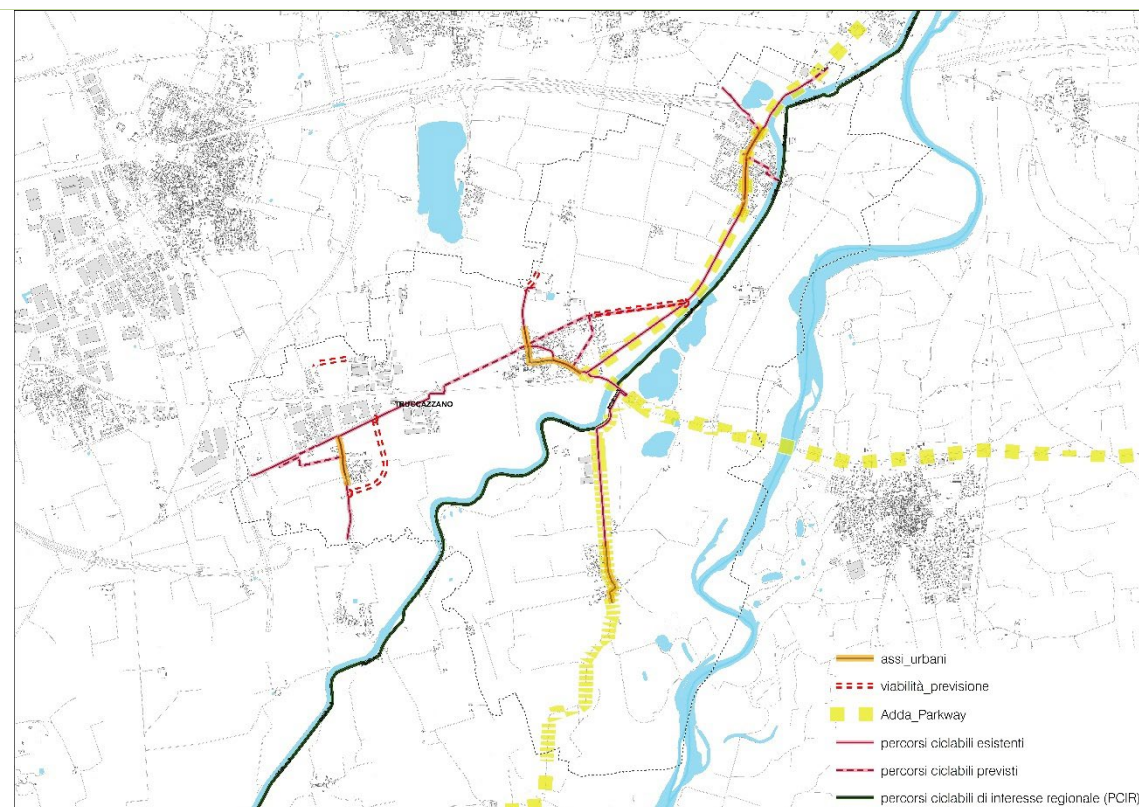 TRUCCAZZANO
assi_urbani
viabilità_previsione
Adda_Parkway
percorsi ciclabili esistenti
percorsi ciclabili previsti
percorsi ciclabili di interesse regionale (PCIR)